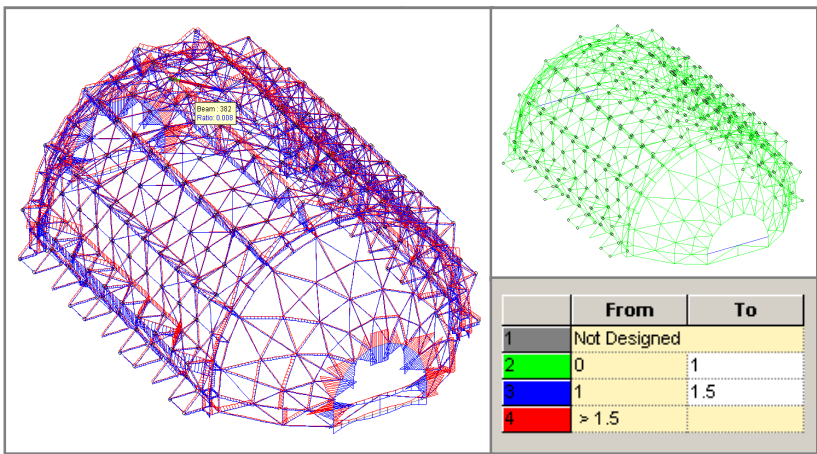 Beam : 382
Ratio: 0.008
From To
1 Not Designed
2 0 1
3 1 1.5
4 > 1.5